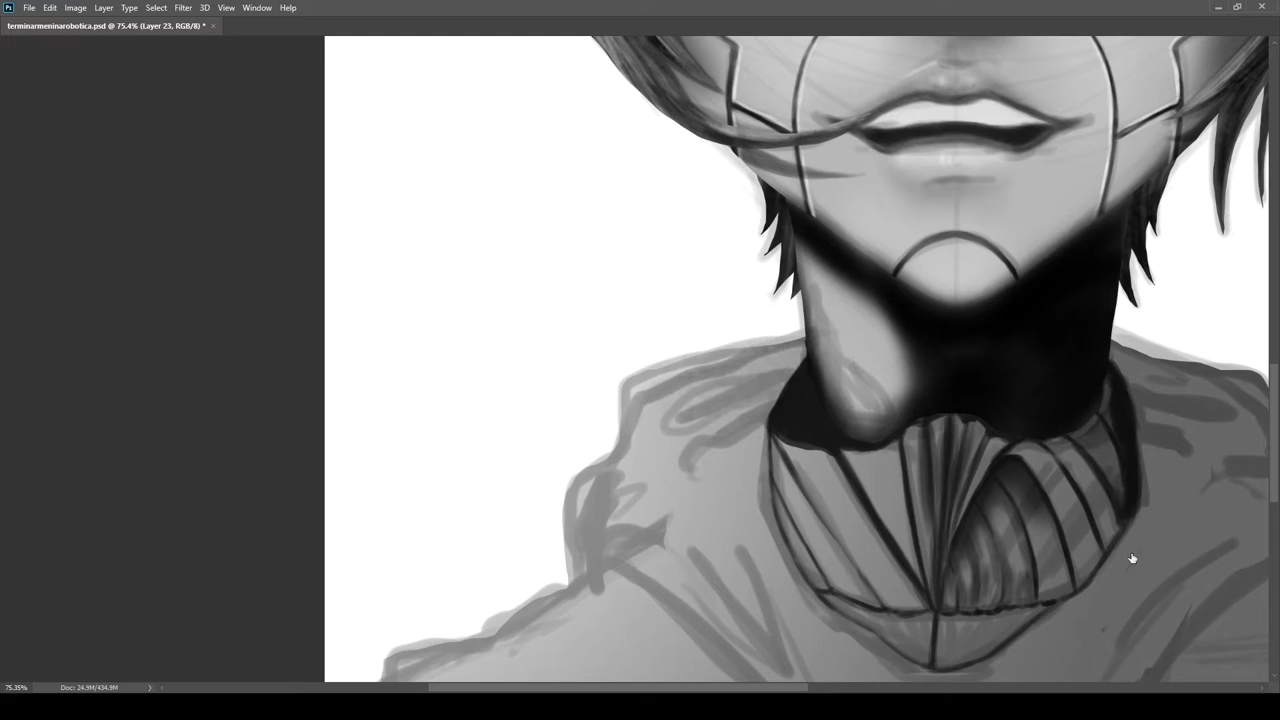 Ps File Edit Image Layer Type Select Filter 3D View Window Help
terminarmeninarobotica.psd @ 75.4% (Layer 23, RGB/8) *
75.35% Doc: 24.9M/434.9M